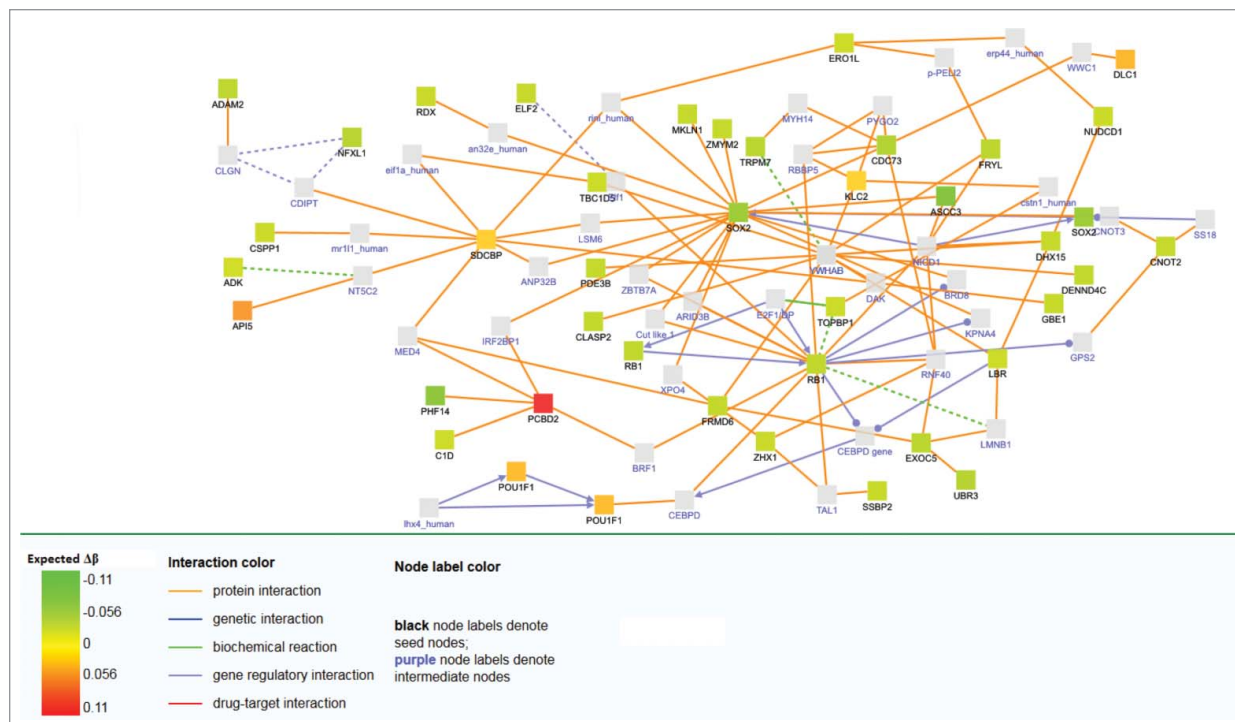 ERO1L
erp44_human
p-PELI2
WWC1
DLC1
ADAM2
RDX
ELF2
rini_human
MKLN1
ZMYM2
MYH14
PYGO2
NUDCD1
NFXL1
an32e_human
TRPM7
CDC73
FRYL
CLGN
eif1a_human
RBBP5
CDIPT
TBC1D5
KLC2
ASCC3
cstn1_human
SOX2
SOX2
CNOT3
SS18
CSPP1
mr1l1_human
SDCBP
LSM6
YWHAB
NICD1
DHX15
CNOT2
ADK
NT5C2
ANP32B
PDE3B
ZBTB7A
DAK
BRD8
DENND4C
API5
ARID3B
E2F1/DP
TOPBP1
GBE1
MED4
IRF2BP1
CLASP2
Cut like 1
KPNA4
GPS2
RB1
RB1
RNF40
LBR
XPO4
PHF14
PCBD2
FRMD6
C1D
BRF1
ZHX1
CEBPD gene
EXOC5
LMNB1
POU1F1
UBR3
lhx4_human
POU1F1
CEBPD
TAL1
SSBP2
Expected Δβ
-0.11
-0.056
0
0.056
0.11
Interaction color
protein interaction
genetic interaction
biochemical reaction
gene regulatory interaction
drug-target interaction
Node label color
black node labels denote
seed nodes;
purple node labels denote
intermediate nodes